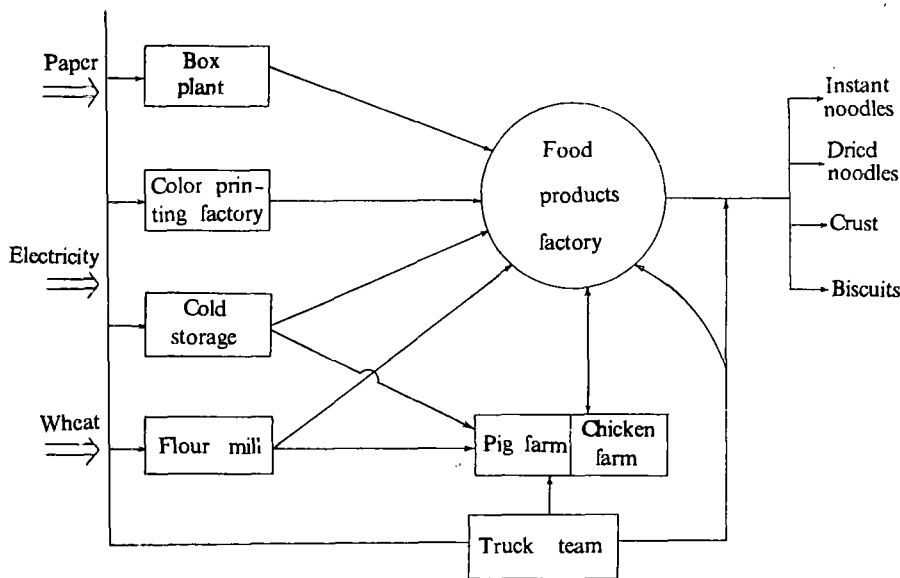 Paper
Box
plant
Color prin-
ting factory
Electricity
Cold
storage
Wheat
Flour mill
Food
products
factory
Pig farm
Chicken
farm
Truck team
Instant
noodles
Dried
noodles
Crust
Biscuits